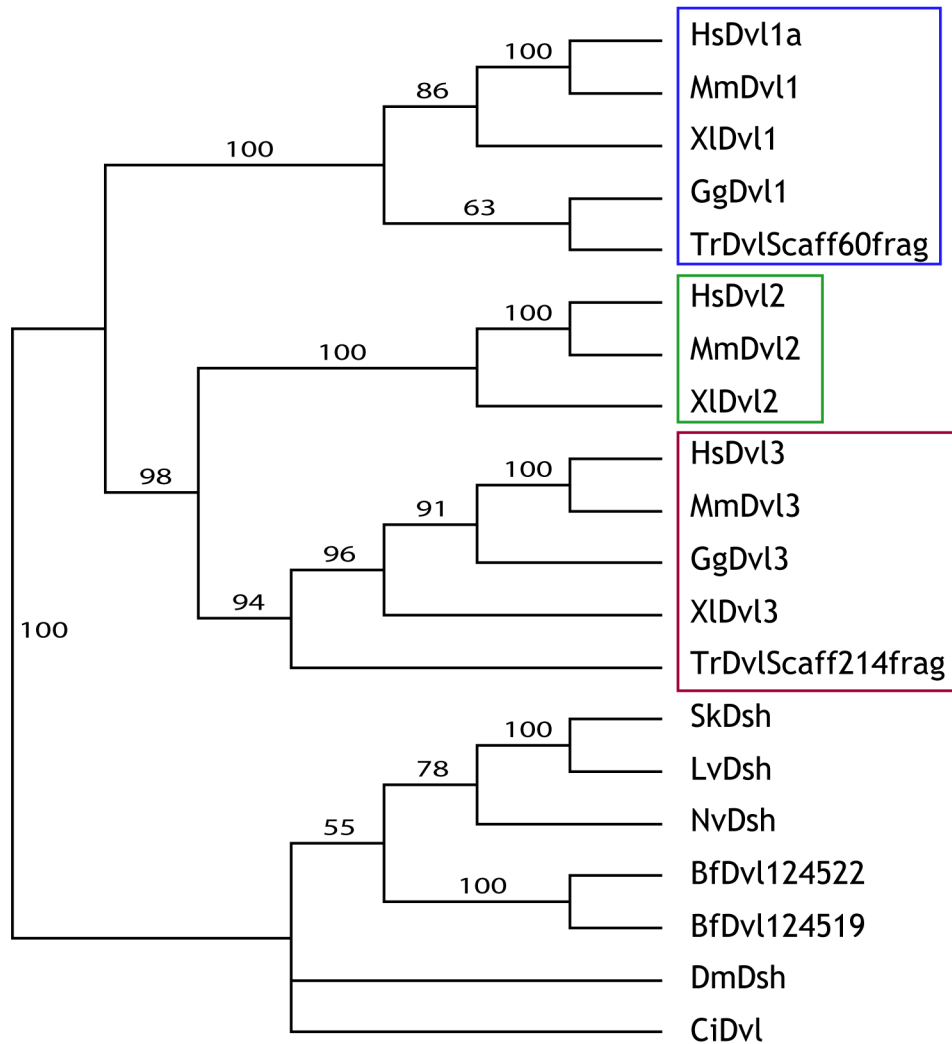 HsDvl1a
100
MmDvl1
86
XlDvl1
100
GgDvl1
63
TrDvlScaff60frag
HsDvl2
100
MmDvl2
100
XlDvl2
HsDvl3
100
MmDvl3
98
91
GgDvl3
96
XlDvl3
94
100
TrDvlScaff214frag
SkDsh
100
LvDsh
78
NvDsh
55
BfDvl124522
100
BfDvl124519
DmDsh
CiDvl